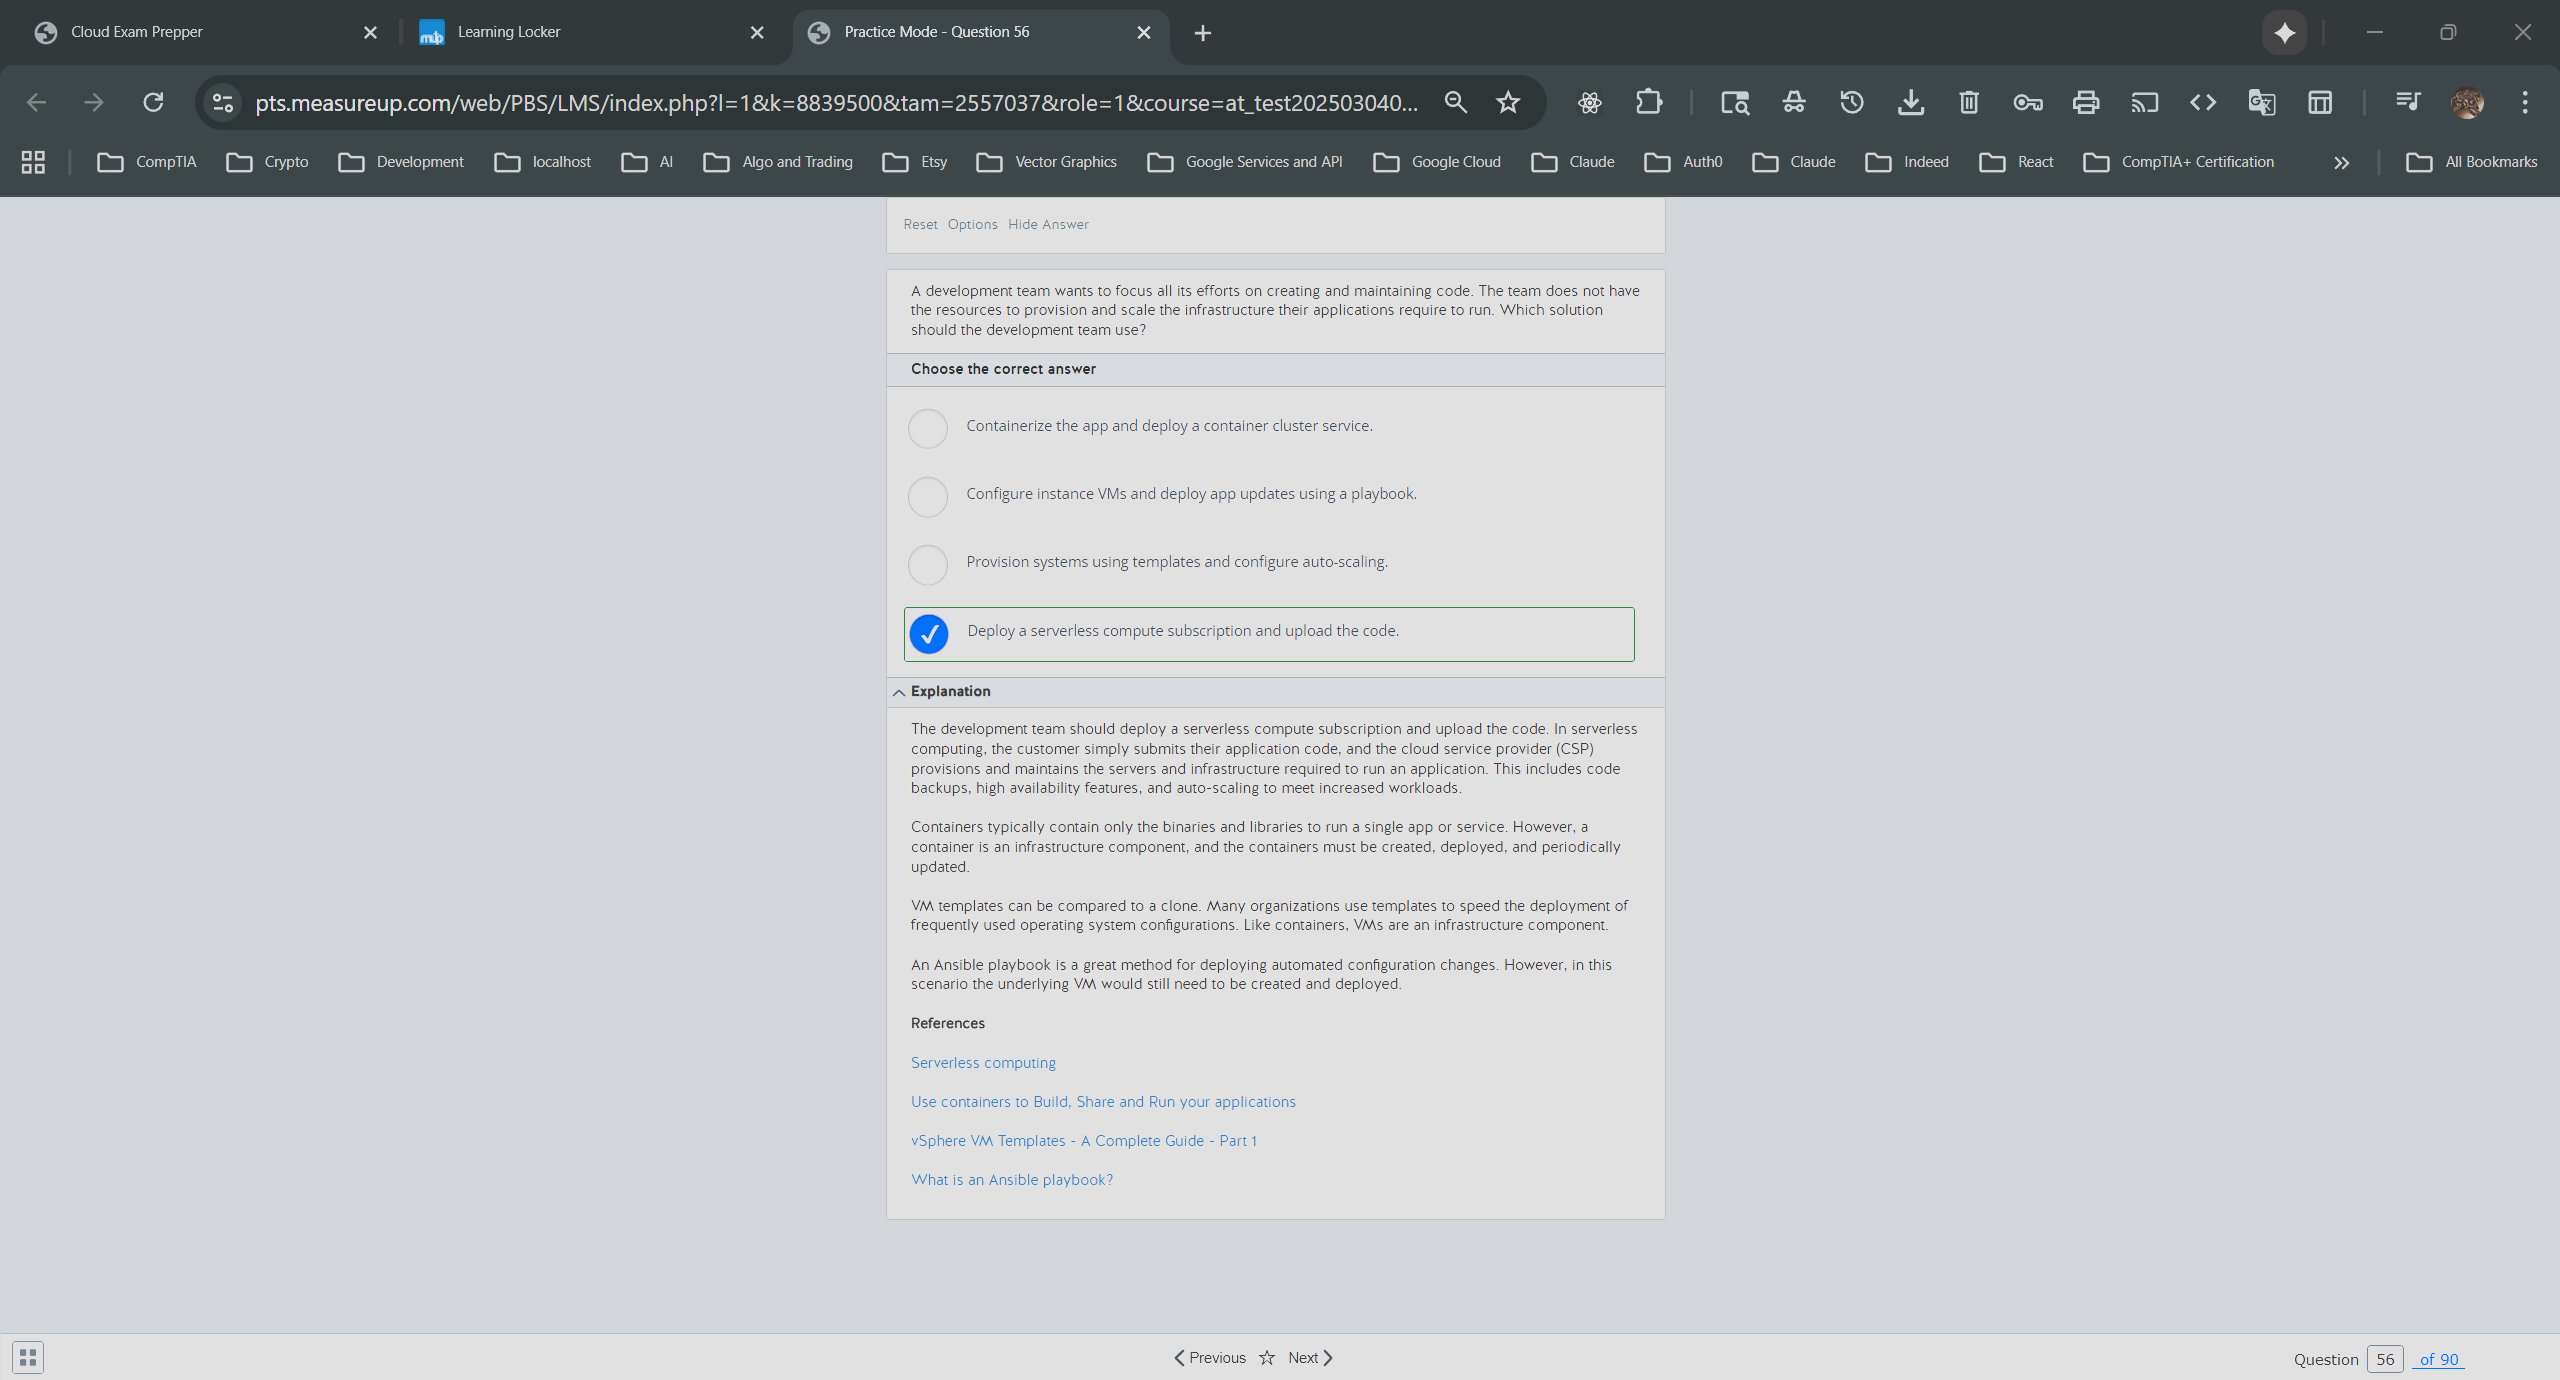 Cloud Exam Prepper
Learning Locker
Practice Mode - Question 56
pts.measureup.com/web/PBS/LMS/index.php?l=1&k=8839500&tam=2557037&role=1&course=at_test202503040...
CompTIA
Crypto
Development
localhost
AI
Algo and Trading
Etsy
Vector Graphics
Google Services and API
Google Cloud
Claude
Auth0
Claude
Indeed
React
CompTIA+ Certification
All Bookmarks
Reset Options Hide Answer
A development team wants to focus all its efforts on creating and maintaining code. The team does not have
the resources to provision and scale the infrastructure their applications require to run. Which solution
should the development team use?
Choose the correct answer
Containerize the app and deploy a container cluster service.
Configure instance VMs and deploy app updates using a playbook.
Provision systems using templates and configure auto-scaling.
Deploy a serverless compute subscription and upload the code.
Explanation
The development team should deploy a serverless compute subscription and upload the code. In serverless
computing, the customer simply submits their application code, and the cloud service provider (CSP)
provisions and maintains the servers and infrastructure required to run an application. This includes code
backups, high availability features, and auto-scaling to meet increased workloads.
Containers typically contain only the binaries and libraries to run a single app or service. However, a
container is an infrastructure component, and the containers must be created, deployed, and periodically
updated.
VM templates can be compared to a clone. Many organizations use templates to speed the deployment of
frequently used operating system configurations. Like containers, VMs are an infrastructure component.
An Ansible playbook is a great method for deploying automated configuration changes. However, in this
scenario the underlying VM would still need to be created and deployed.
References
Serverless computing
Use containers to Build, Share and Run your applications
vSphere VM Templates - A Complete Guide - Part 1
What is an Ansible playbook?
Previous Next
Question 56 of 90